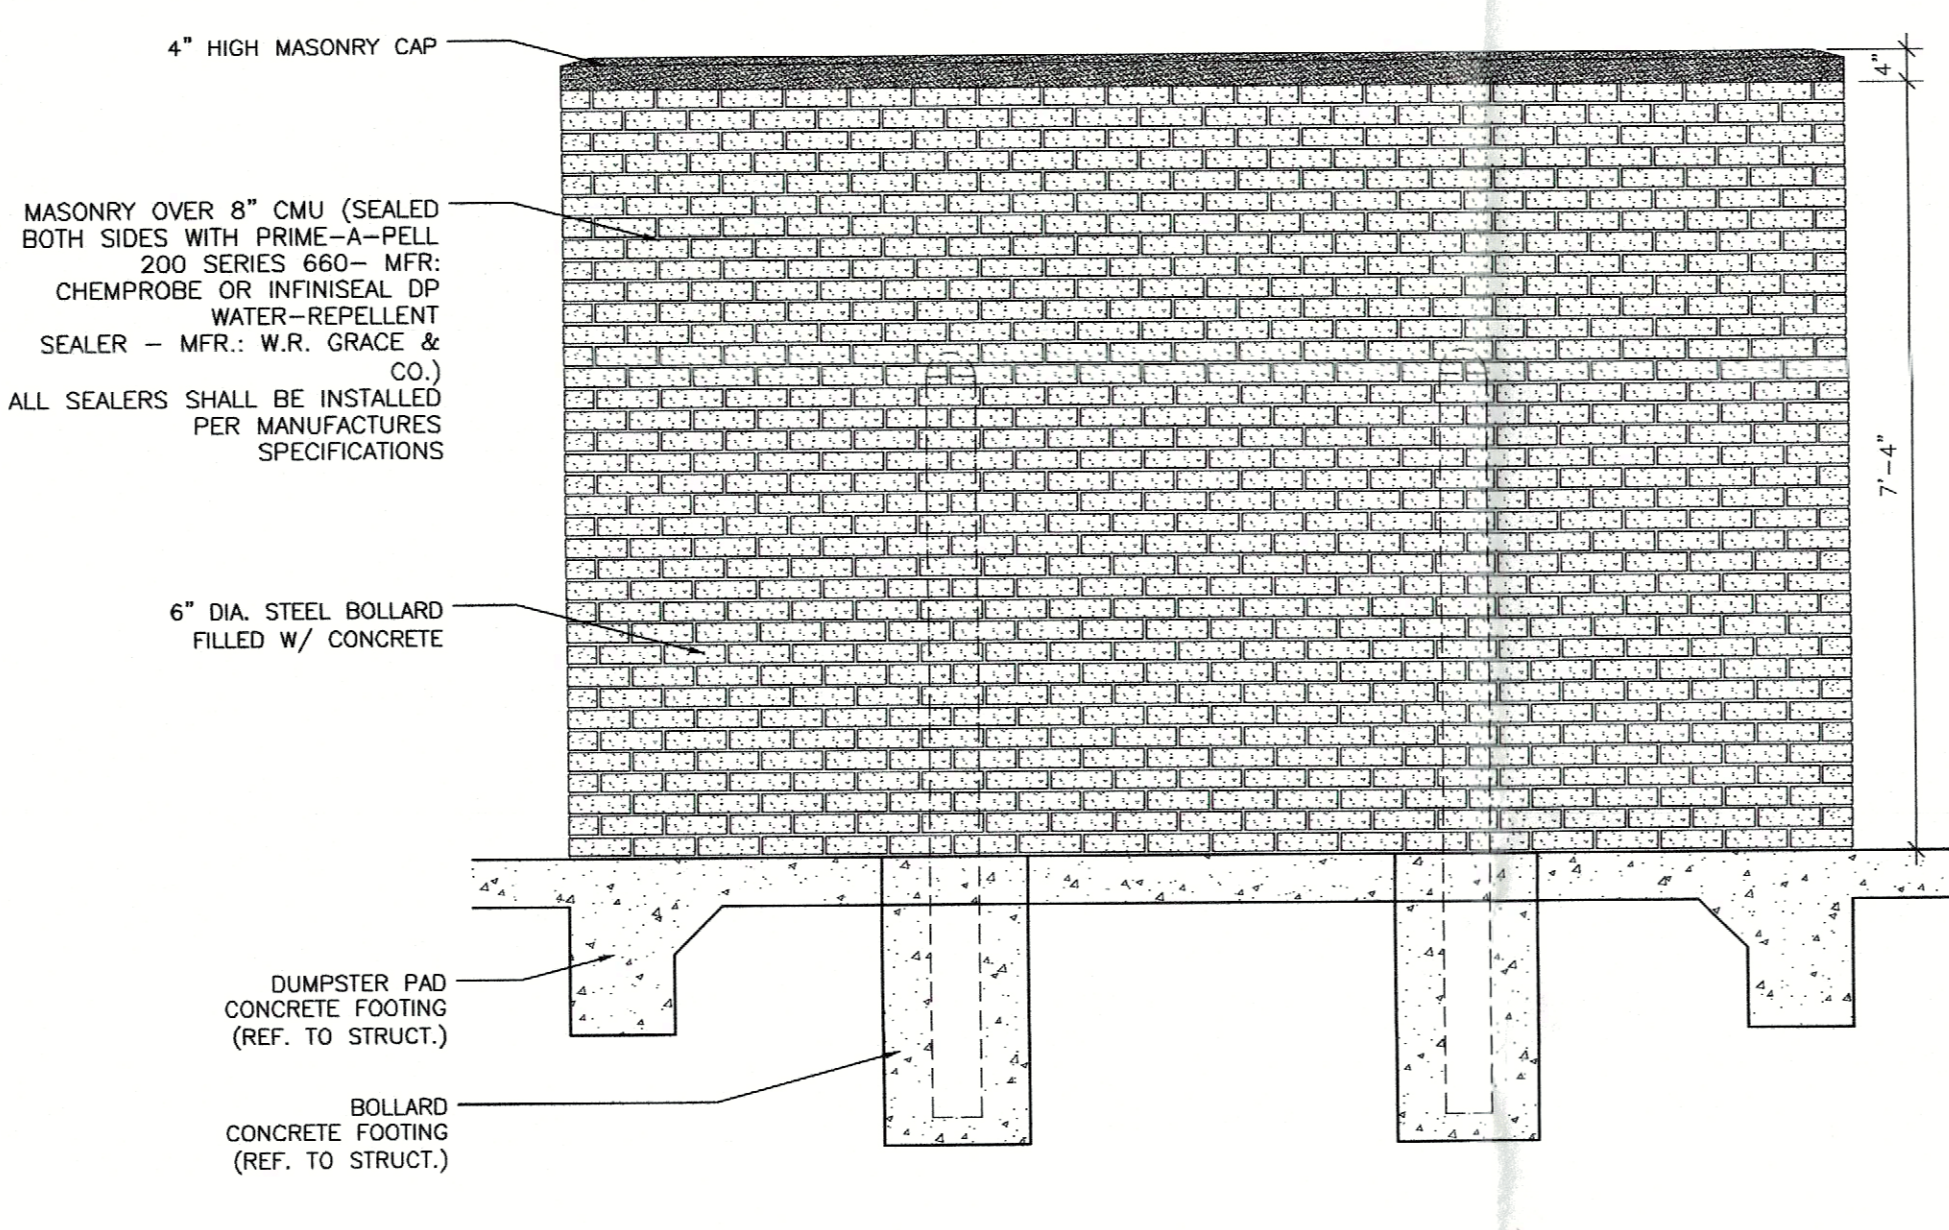 4" HIGH MASONRY CAP
4"
MASONRY OVER 8" CMU (SEALED
BOTH SIDES WITH PRIME-A-PELL
200 SERIES 660- MFR:
CHEMPROBE OR INFINISEAL DP
WATER-REPELLENT
SEALER - MFR.: W.R. GRACE &
CO.)
ALL SEALERS SHALL BE INSTALLED
PER MANUFACTURES
SPECIFICATIONS
7'-4"
6" DIA. STEEL BOLLARD
FILLED W/ CONCRETE
DUMPSTER PAD
CONCRETE FOOTING
(REF. TO STRUCT.)
BOLLARD
CONCRETE FOOTING
(REF. TO STRUCT.)